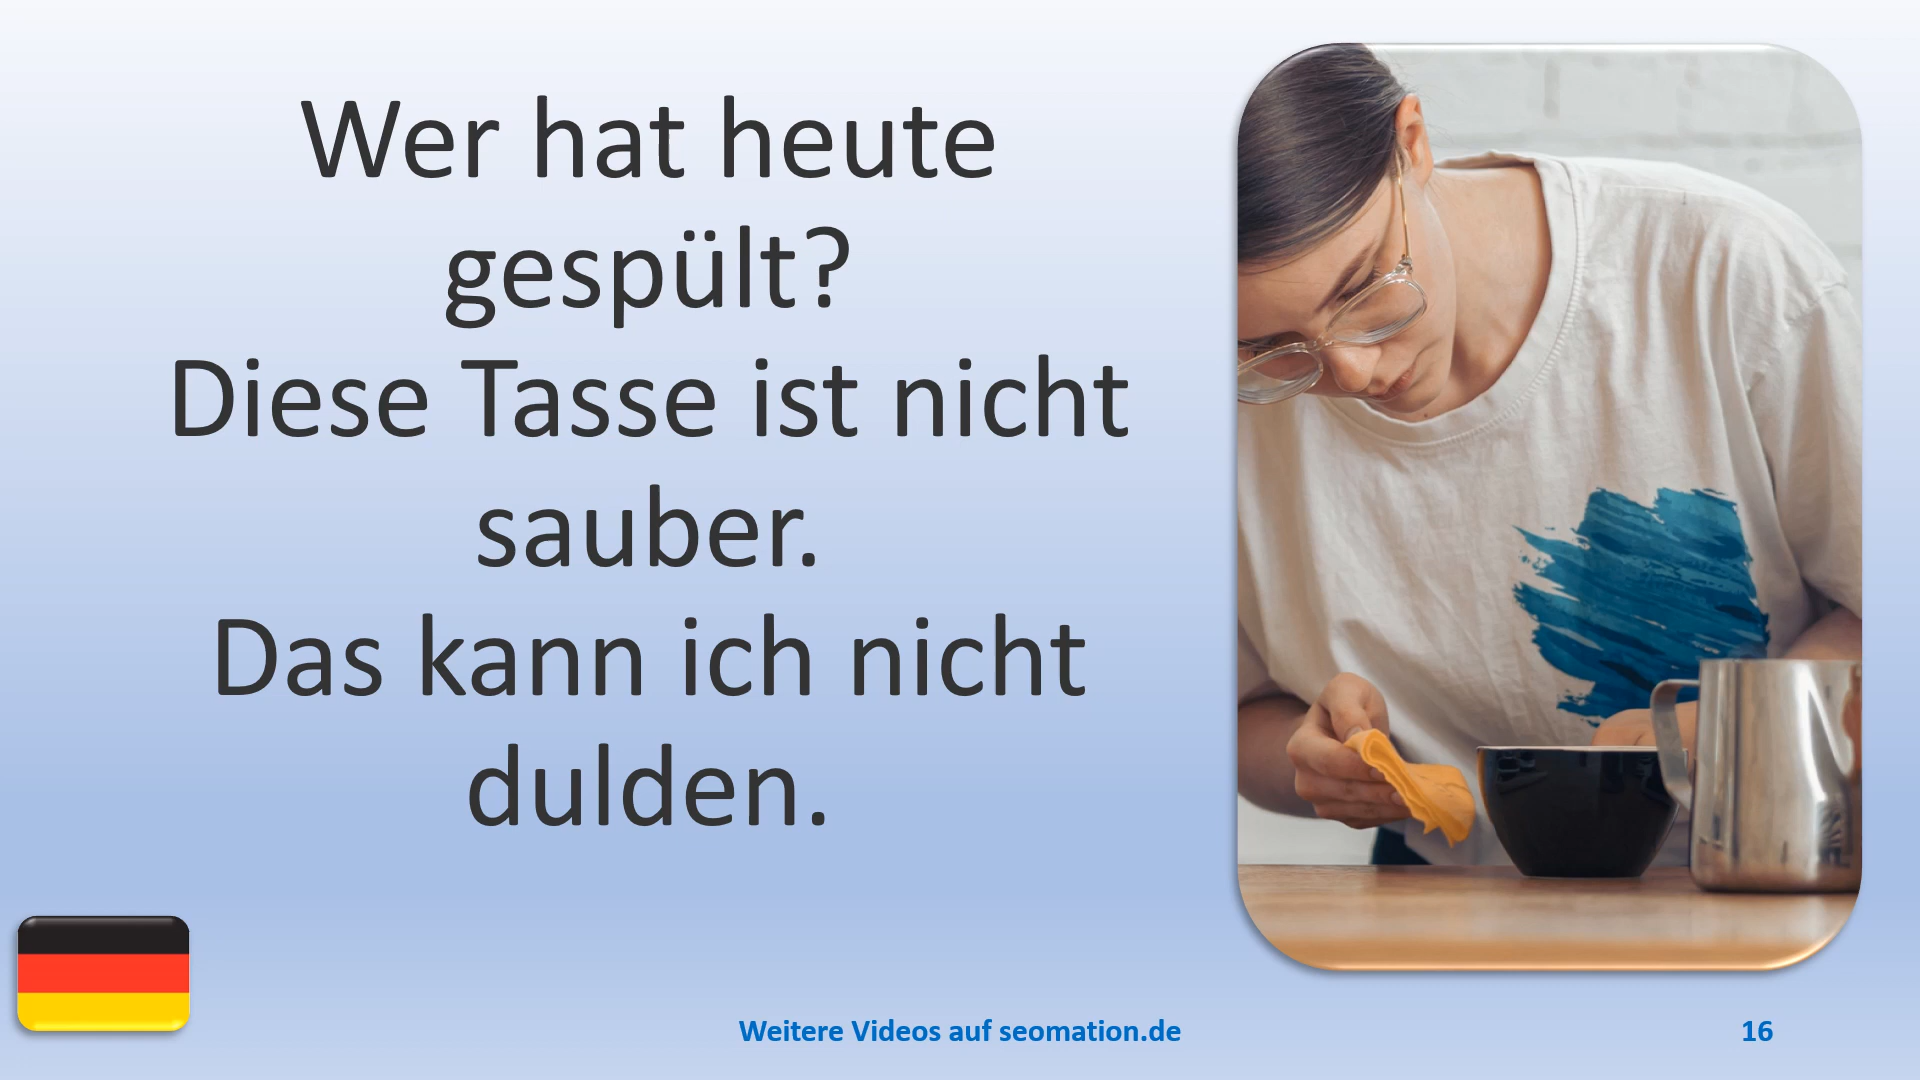 Wer hat heute
gespült?
Diese Tasse ist nicht
sauber.
Das kann ich nicht
dulden.
Weitere Videos auf seomation.de
16